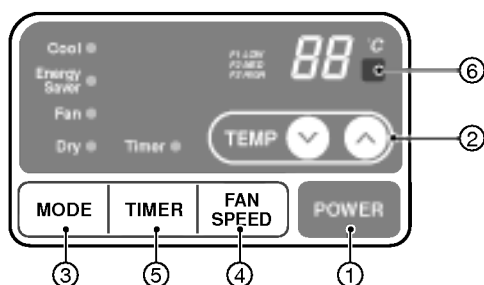 Cool
Energy
Saver
Fan
Dry
Timer
F1 LOW
F2 MED
F3 HIGH
88
°C
TEMP
MODE
TIMER
FAN
SPEED
POWER
⑥
②
③
⑤
④
①